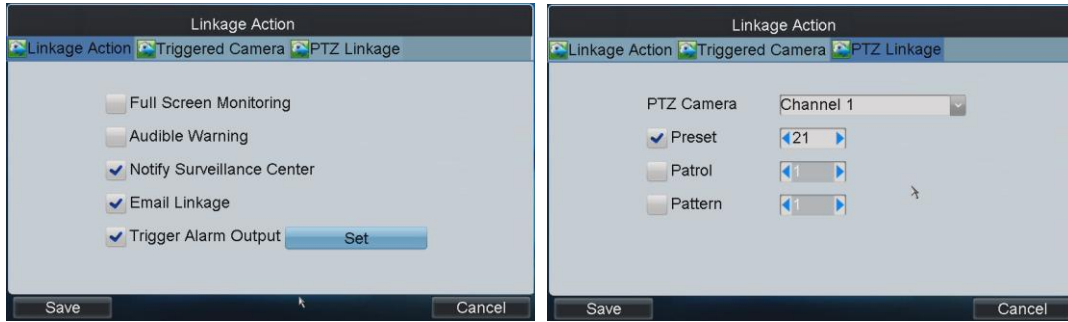 Linkage Action
Linkage Action Triggered Camera PTZ Linkage
Full Screen Monitoring
Audible Warning
Notify Surveillance Center
Email Linkage
Trigger Alarm Output Set
Save Cancel
Linkage Action
Linkage Action Triggered Camera PTZ Linkage
PTZ Camera Channel 1
Preset 21
Patrol 1
Pattern 1
Save Cancel